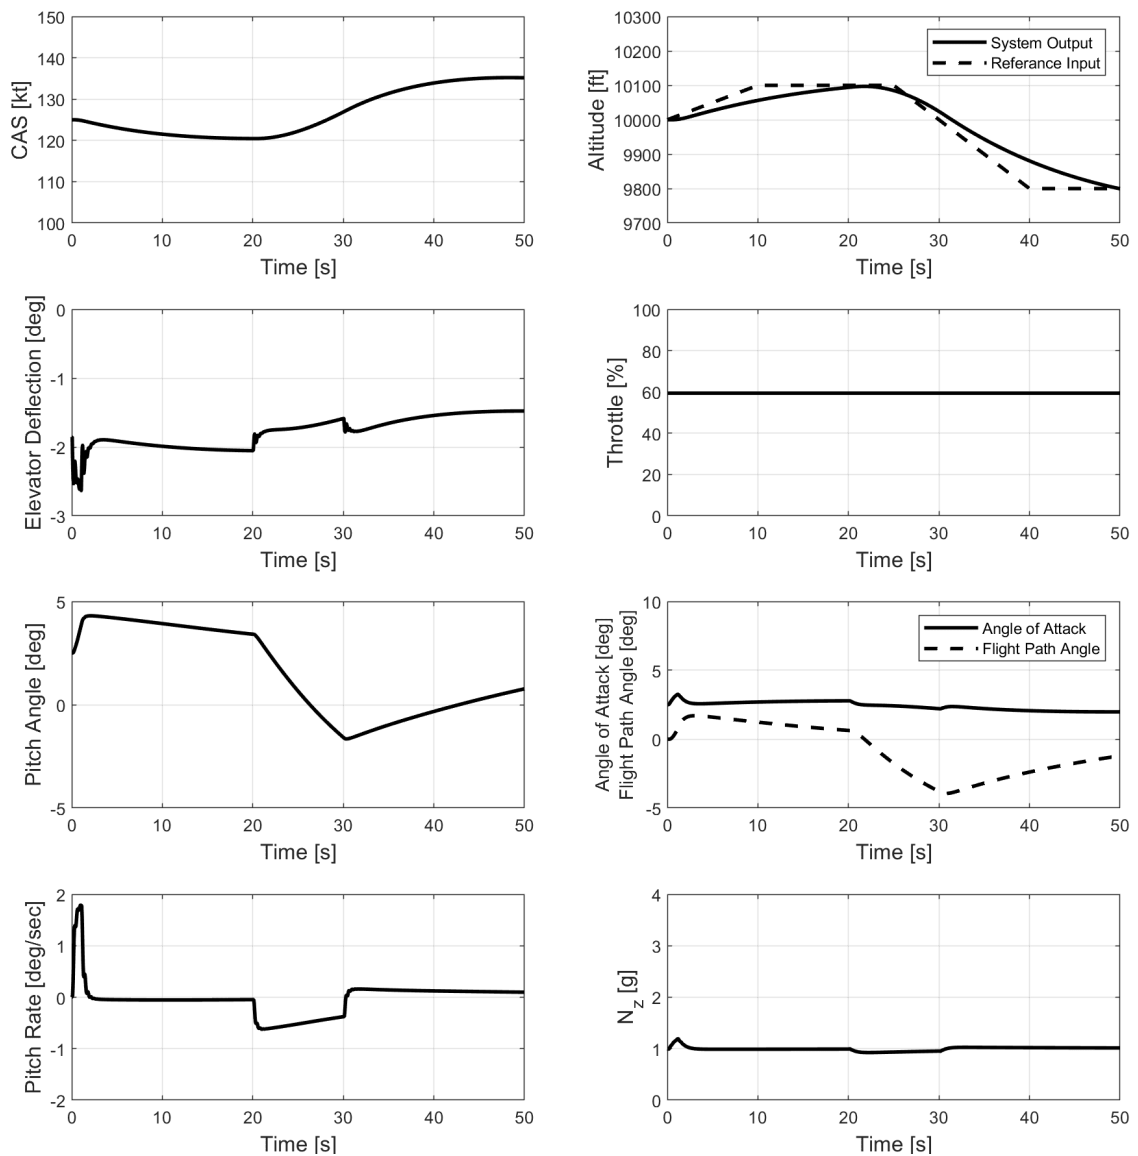 150
140
130
120
110
100
CAS [kt]
0 10 20 30 40 50
Time [s]
10300
10200
10100
10000
9900
9800
9700
Altitude [ft]
System Output
Referance Input
0 10 20 30 40 50
Time [s]
0
-1
-2
-3
Elevator Deflection [deg]
0 10 20 30 40 50
Time [s]
100
80
60
40
20
0
Throttle [%]
0 10 20 30 40 50
Time [s]
5
0
-5
Pitch Angle [deg]
0 10 20 30 40 50
Time [s]
10
5
0
-5
Angle of Attack [deg]
Flight Path Angle [deg]
Angle of Attack
Flight Path Angle
0 10 20 30 40 50
Time [s]
2
1
0
-1
-2
Pitch Rate [deg/sec]
0 10 20 30 40 50
Time [s]
4
3
2
1
0
Nz [g]
0 10 20 30 40 50
Time [s]